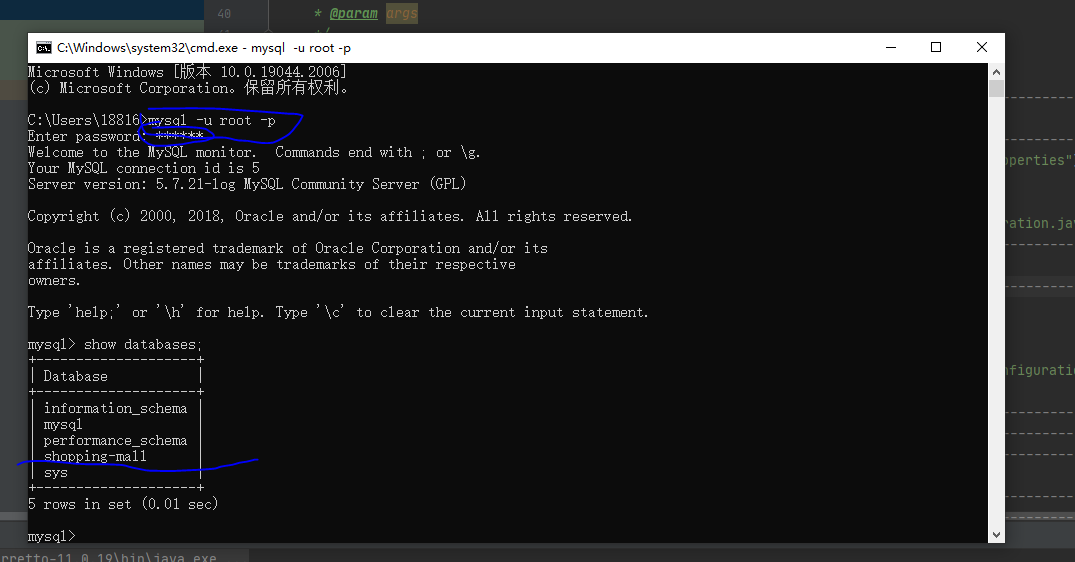 40
* @param args
*/
C:\Windows\system32\cmd.exe - mysql -u root -p
Microsoft Windows [版本 10.0.19044.2006]
(c) Microsoft Corporation。保留所有权利。
C:\Users\18816>mysql -u root -p
Enter password: ******
Welcome to the MySQL monitor.  Commands end with ; or \g.
Your MySQL connection id is 5
Server version: 5.7.21-log MySQL Community Server (GPL)
Copyright (c) 2000, 2018, Oracle and/or its affiliates. All rights reserved.
Oracle is a registered trademark of Oracle Corporation and/or its
affiliates. Other names may be trademarks of their respective
owners.
Type 'help;' or '\h' for help. Type '\c' to clear the current input statement.
mysql> show databases;
+--------------------+
| Database           |
+--------------------+
| information_schema |
| mysql              |
| performance_schema |
| shopping-mall      |
| sys                |
+--------------------+
5 rows in set (0.01 sec)
mysql>
operties"
ration.jav
nfiguratio
rretto-11.0.19\bin\java.exe